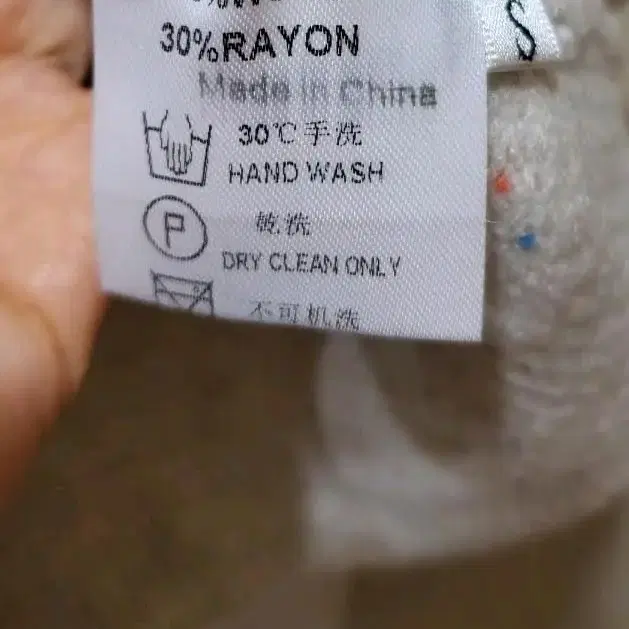 30%RAYON
S
Made in China
30℃手洗
HAND WASH
P
乾洗
DRY CLEAN ONLY
不可机洗